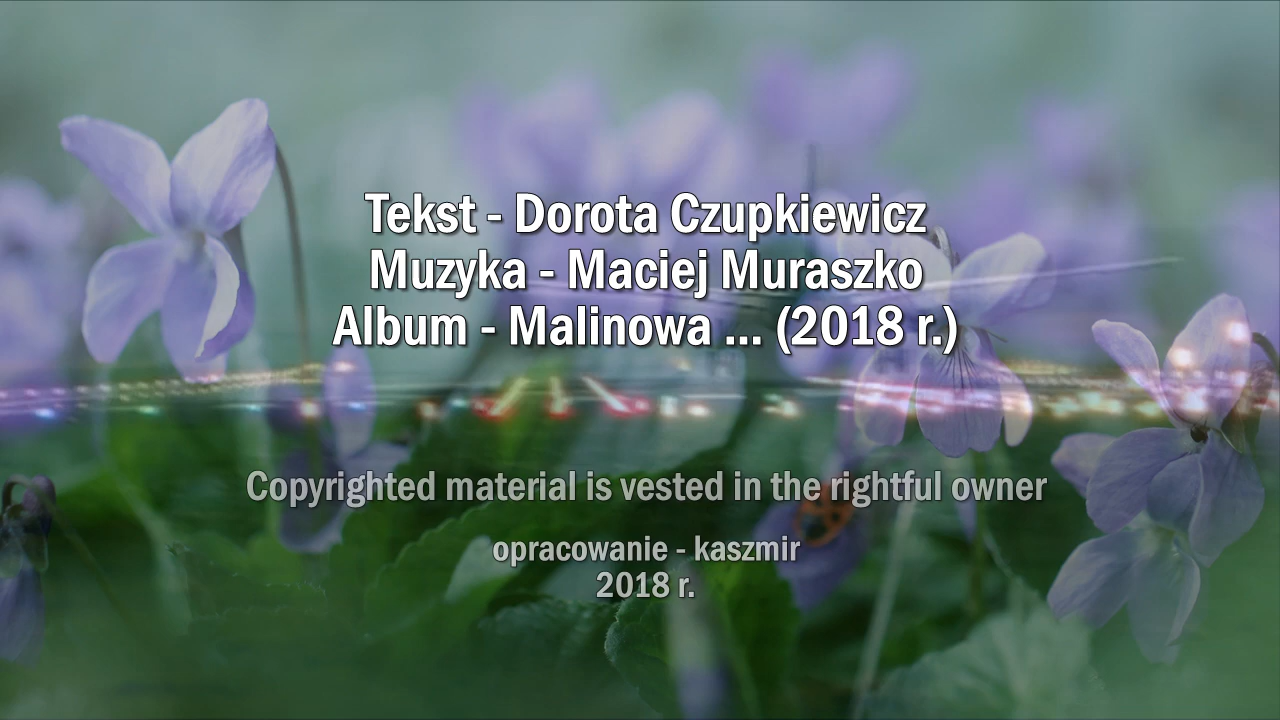 Tekst - Dorota Czupkiewicz
Muzyka - Maciej Muraszko
Album - Malinowa ... (2018 r.)
Copyrighted material is vested in the rightful owner
opracowanie - kaszmir
2018 r.